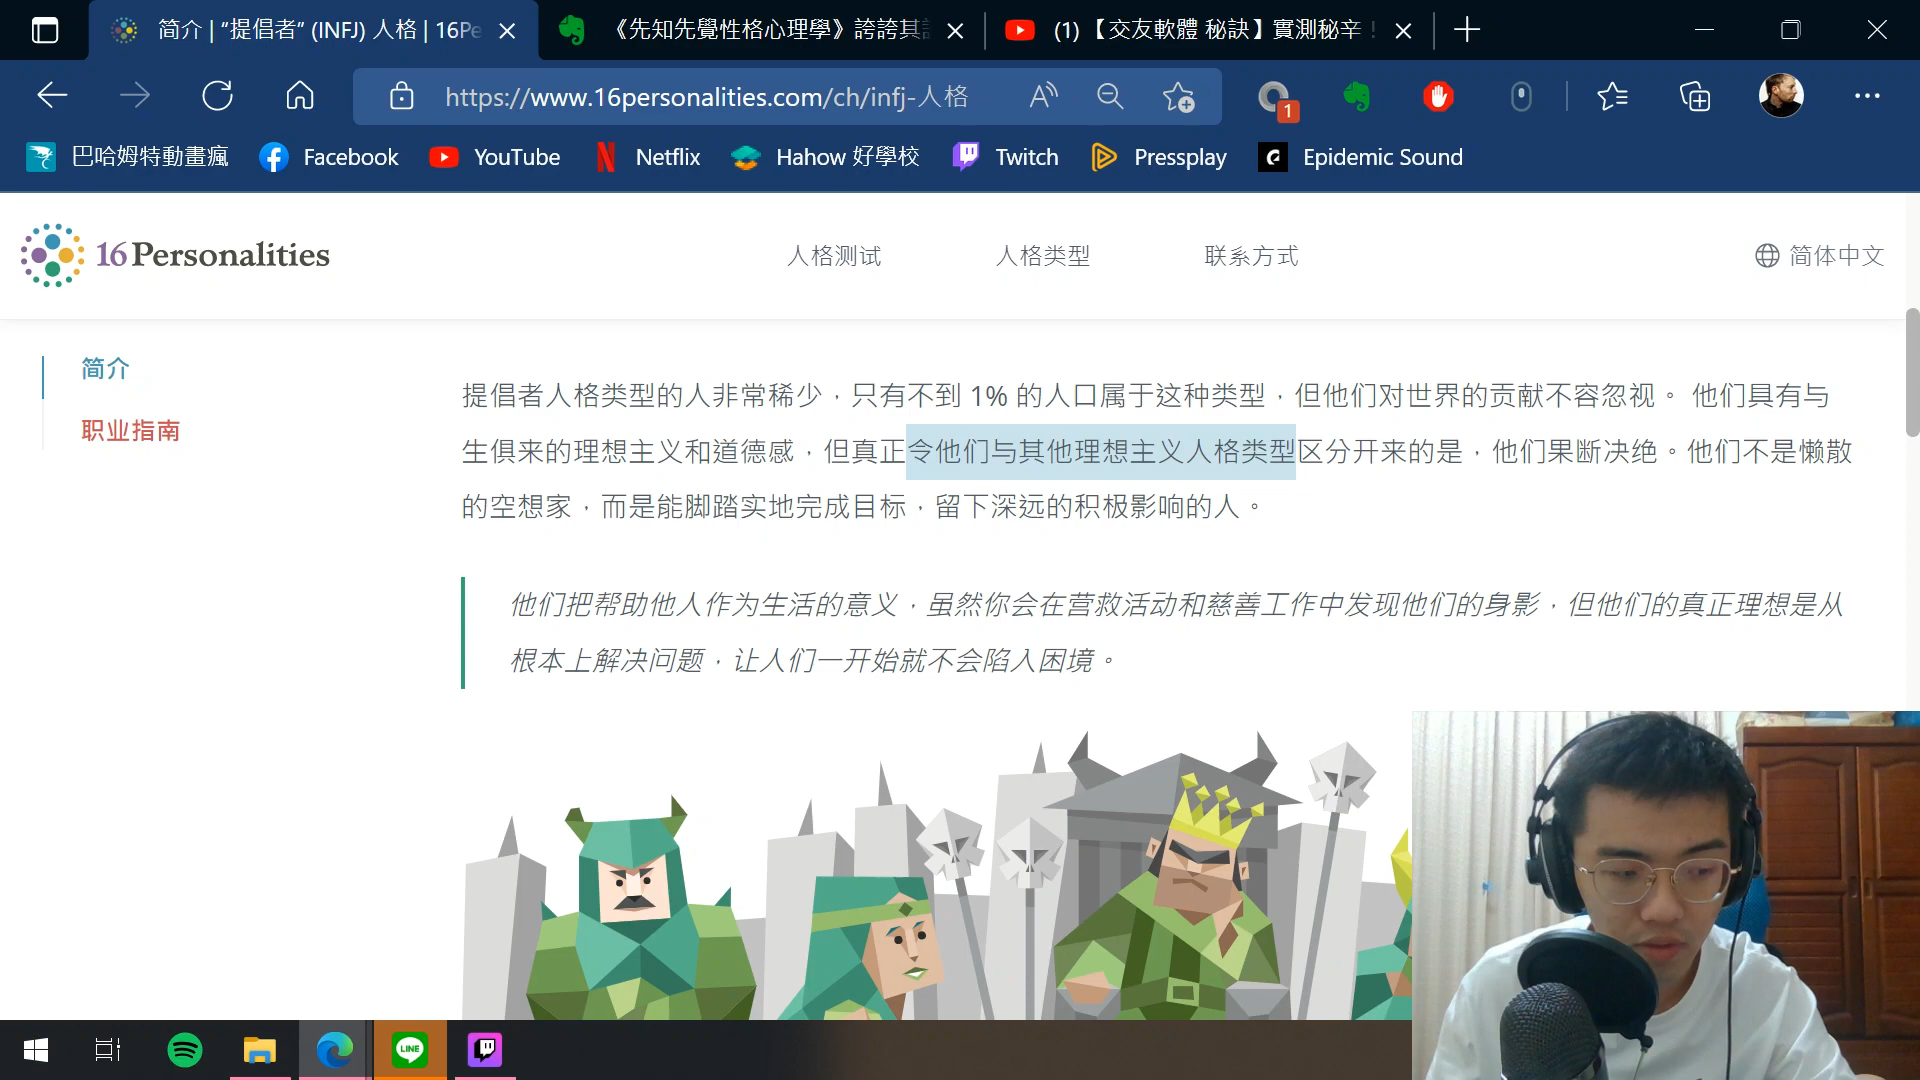 简介 | “提倡者” (INFJ) 人格 | 16Pe
《先知先覺性格心理學》誇誇其
(1) 【交友軟體 秘訣】實測秘辛！
https://www.16personalities.com/ch/infj-人格
1
巴哈姆特動畫瘋
Facebook
YouTube
Netflix
Hahow 好學校
Twitch
Pressplay
Epidemic Sound
16Personalities
人格测试
人格类型
联系方式
简体中文
简介
职业指南
提倡者人格类型的人非常稀少，只有不到 1% 的人口属于这种类型，但他们对世界的贡献不容忽视。 他们具有与
生俱来的理想主义和道德感，但真正令他们与其他理想主义人格类型区分开来的是，他们果断决绝。他们不是懒散
的空想家，而是能脚踏实地完成目标，留下深远的积极影响的人。
他们把帮助他人作为生活的意义，虽然你会在营救活动和慈善工作中发现他们的身影，但他们的真正理想是从
根本上解决问题，让人们一开始就不会陷入困境。
LINE